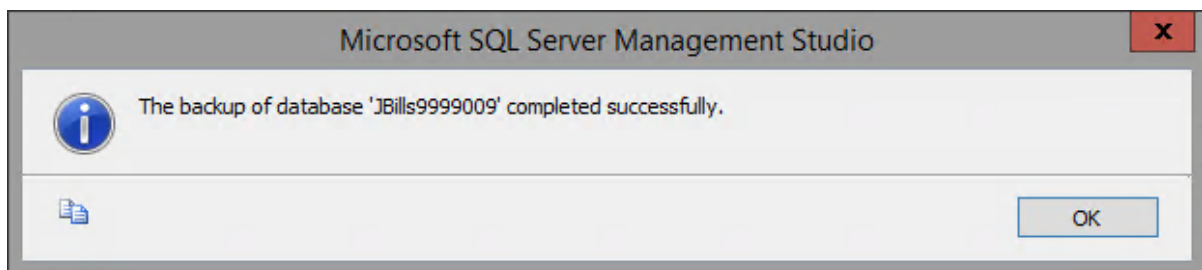 Microsoft SQL Server Management Studio
x
The backup of database 'JBills9999009' completed successfully.
OK